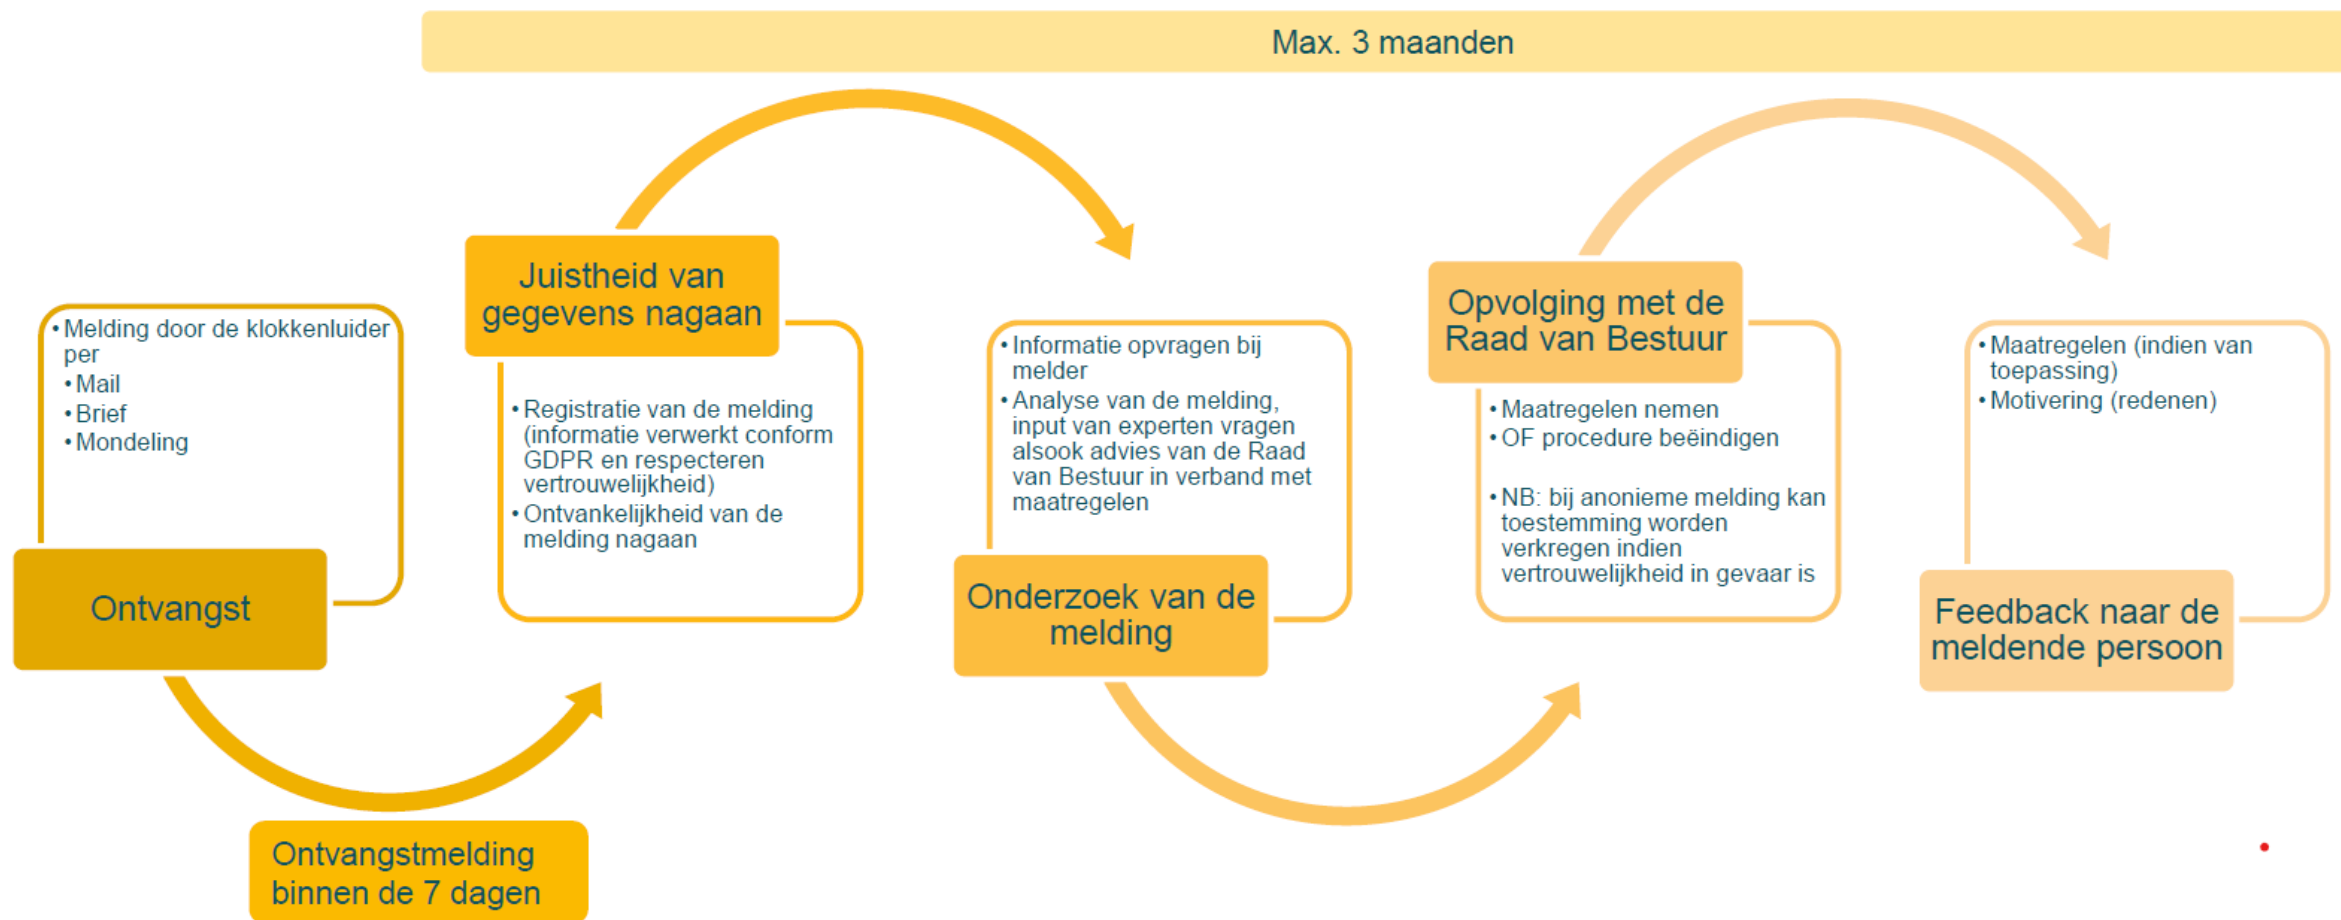 Max. 3 maanden
• Melding door de klokkenluider
per
• Mail
• Brief
• Mondeling
Ontvangst
Ontvangstmelding
binnen de 7 dagen
Juistheid van
gegevens nagaan
• Registratie van de melding
(informatie verwerkt conform
GDPR en respecteren
vertrouwelijkheid)
• Ontvankelijkheid van de
melding nagaan
• Informatie opvragen bij
melder
• Analyse van de melding,
input van experten vragen
alsook advies van de Raad
van Bestuur in verband met
maatregelen
Onderzoek van de
melding
Opvolging met de
Raad van Bestuur
• Maatregelen nemen
• OF procedure beëindigen
• NB: bij anonieme melding kan
toestemming worden
verkregen indien
vertrouwelijkheid in gevaar is
• Maatregelen (indien van
toepassing)
• Motivering (redenen)
Feedback naar de
meldende persoon